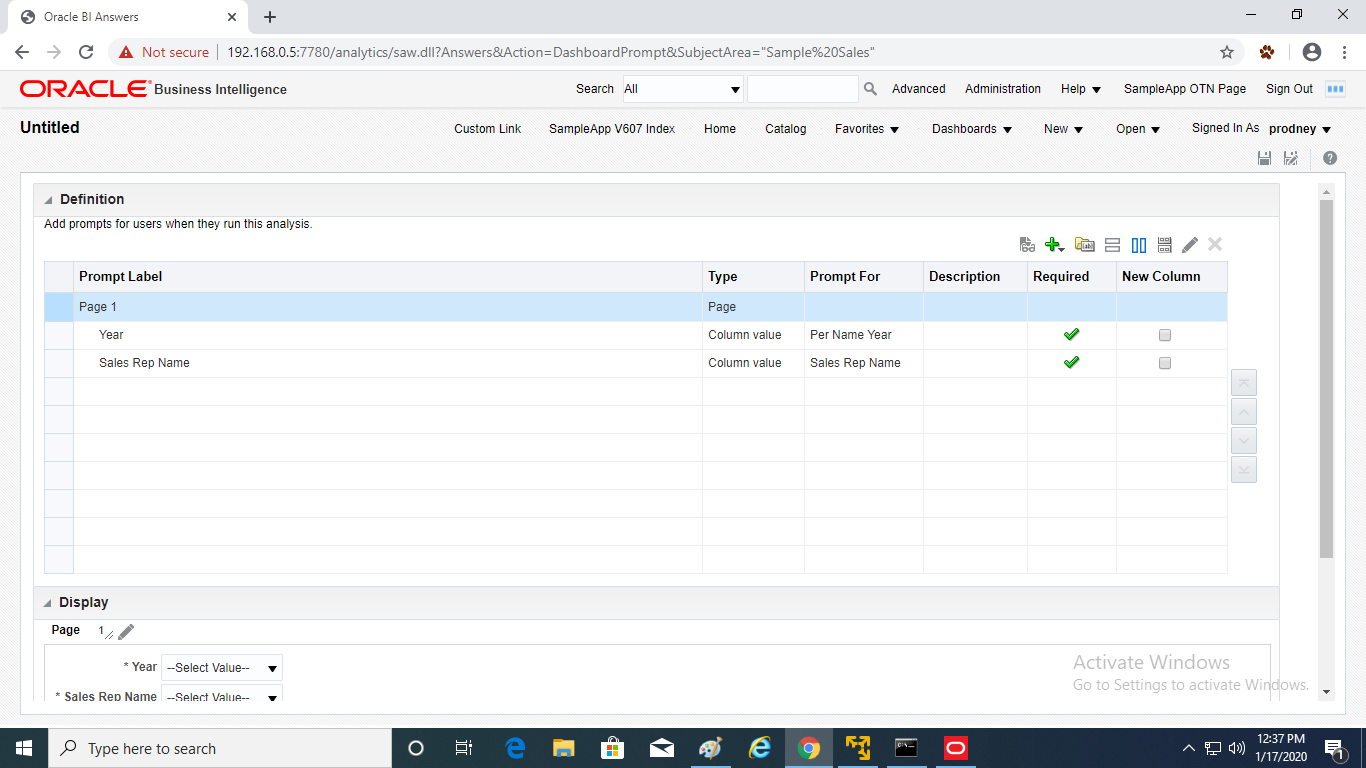 Oracle BI Answers
Not secure 192.168.0.5:7780/analytics/saw.dll?Answers&Action=DashboardPrompt&SubjectArea="Sample%20Sales"
ORACLE Business Intelligence
Search All Advanced Administration Help SampleApp OTN Page Sign Out
Untitled
Custom Link SampleApp V607 Index Home Catalog Favorites Dashboards New Open Signed In As prodney
Definition
Add prompts for users when they run this analysis.
Prompt Label Type Prompt For Description Required New Column
Page 1 Page
Year Column value Per Name Year
Sales Rep Name Column value Sales Rep Name
Display
Page 1
* Year --Select Value--
* Sales Rep Name --Select Value--
Activate Windows
Go to Settings to activate Windows.
Type here to search
12:37 PM
1/17/2020
1